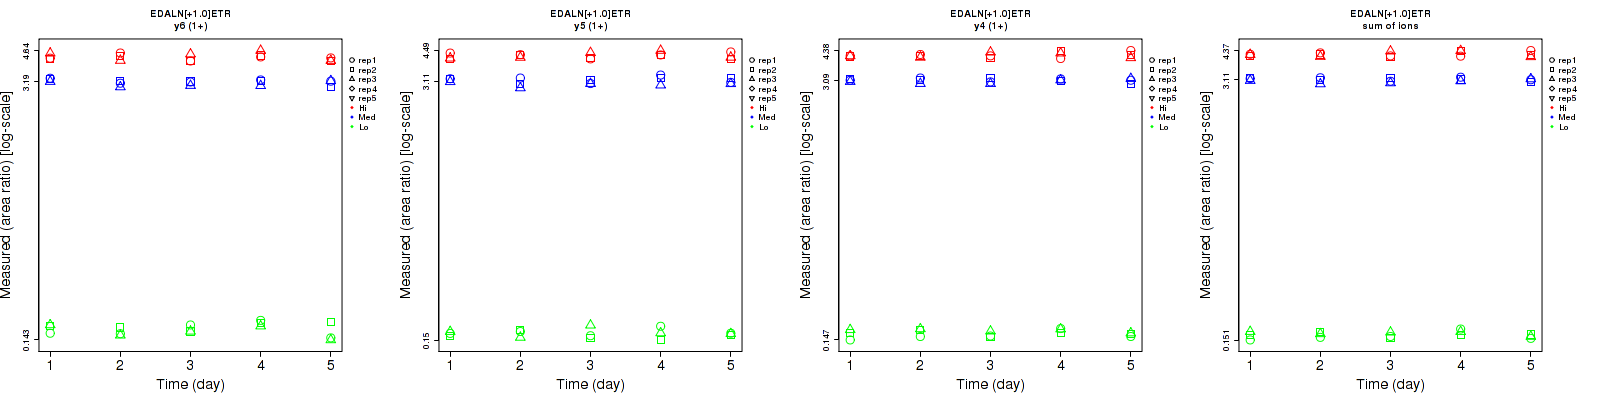 EDALN[+1.0]ETR
y6 (1+)
Measured (area ratio) [log-scale]
4.64
3.19
0.143
1 2 3 4 5
Time (day)
rep1
rep2
rep3
rep4
rep5
Hi
Med
Lo
EDALN[+1.0]ETR
y5 (1+)
Measured (area ratio) [log-scale]
4.49
3.11
0.15
1 2 3 4 5
Time (day)
rep1
rep2
rep3
rep4
rep5
Hi
Med
Lo
EDALN[+1.0]ETR
y4 (1+)
Measured (area ratio) [log-scale]
4.38
3.09
0.147
1 2 3 4 5
Time (day)
rep1
rep2
rep3
rep4
rep5
Hi
Med
Lo
EDALN[+1.0]ETR
sum of ions
Measured (area ratio) [log-scale]
4.37
3.11
0.151
1 2 3 4 5
Time (day)
rep1
rep2
rep3
rep4
rep5
Hi
Med
Lo